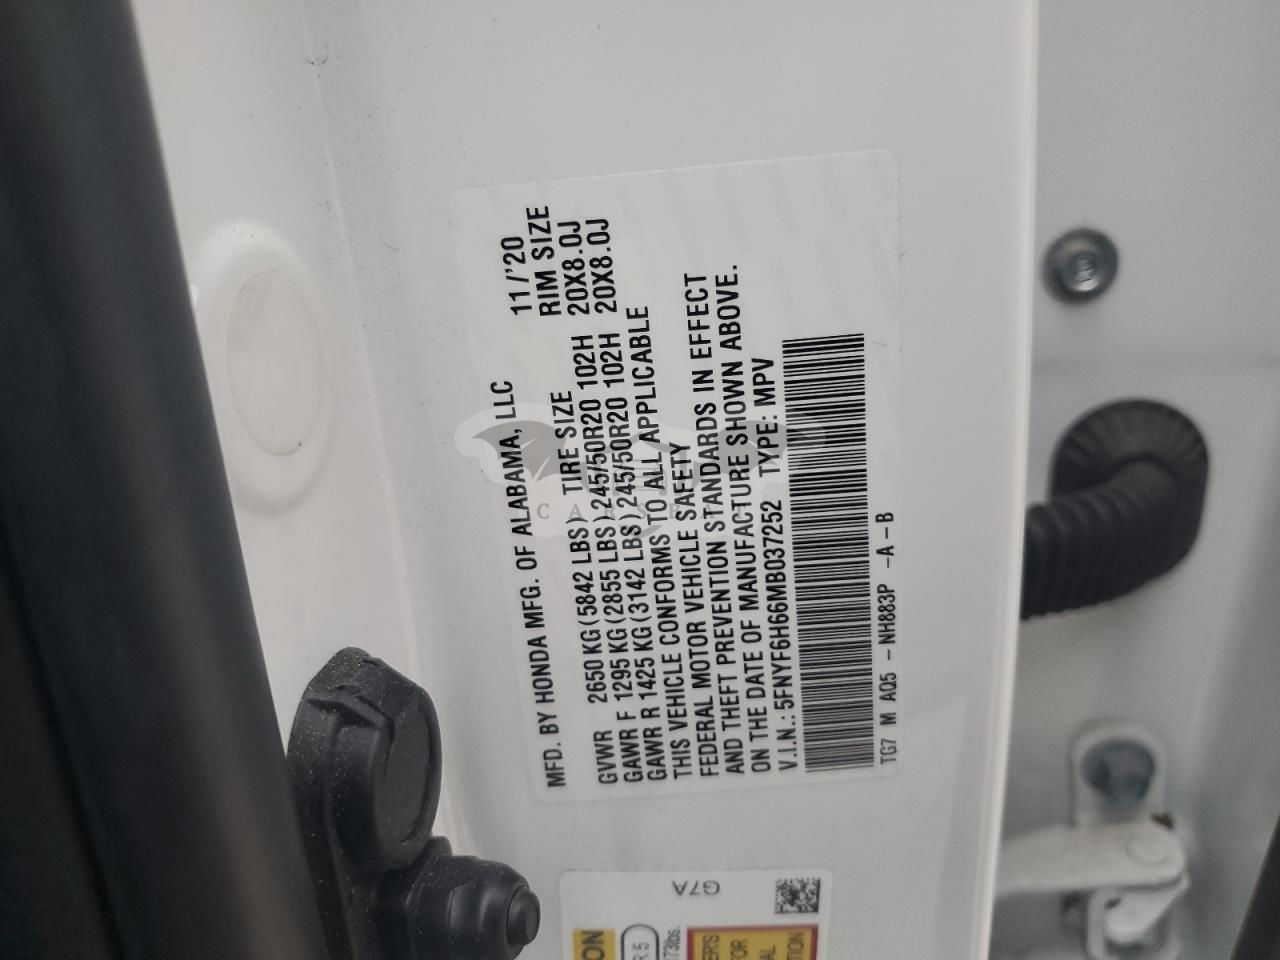 MFD. BY HONDA MFG. OF ALABAMA, LLC 11/'20
TIRE SIZE RIM SIZE
GVWR 2650 KG (5842 LBS)
GAWR F 1295 KG (2855 LBS) 245/50R20 102H 20X8.0J
GAWR R 1425 KG (3142 LBS) 245/50R20 102H 20X8.0J
THIS VEHICLE CONFORMS TO ALL APPLICABLE
FEDERAL MOTOR VEHICLE SAFETY
AND THEFT PREVENTION STANDARDS IN EFFECT
ON THE DATE OF MANUFACTURE SHOWN ABOVE.
V.I.N.: 5FNYF6H66MB037252 TYPE: MPV
TG7 M AQ5 - NH883P - A - B
G7A
R5